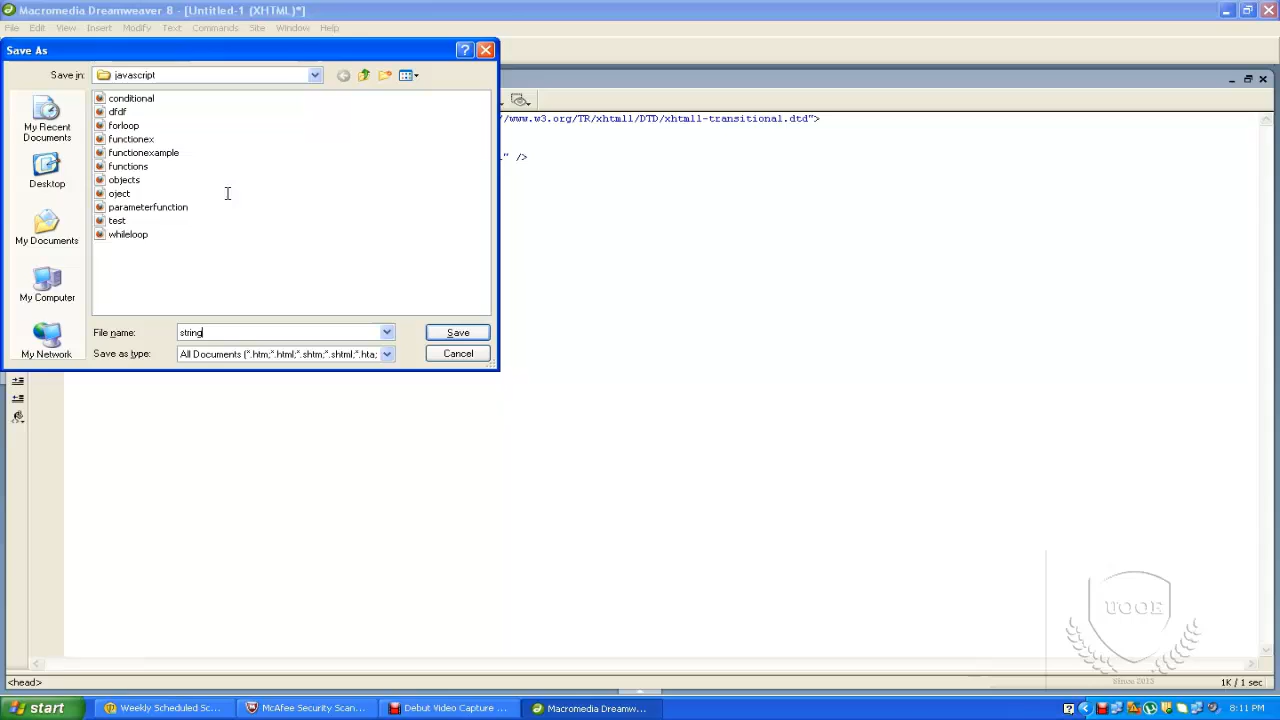 Macromedia Dreamweaver 8 - [Untitled-1 (XHTML)*]
File Edit View Insert Modify Text Commands Site Window Help
Save As
Save in: javascript
//www.w3.org/TR/xhtml1/DTD/xhtml1-transitional.dtd">
" />
My Recent
Documents
Desktop
My Documents
My Computer
My Network
conditional
dfdf
forloop
functionex
functionexample
functions
objects
oject
parameterfunction
test
whileloop
File name: string Save
Save as type: All Documents (*.htm;*.html;*.shtm;*.shtml;*.hta; Cancel
UOOE
Since 2013
<head> 1K / 1 sec
start Weekly Scheduled Sc... McAfee Security Scan... Debut Video Capture ... Macromedia Dreamw... 8:11 PM